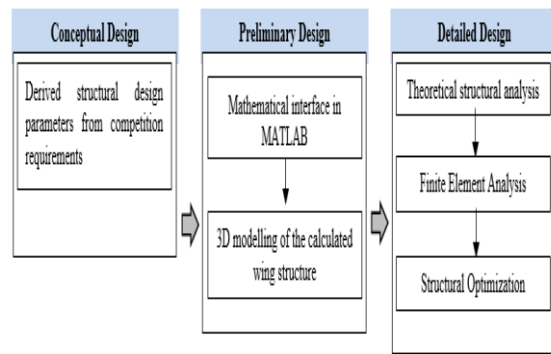 Conceptual Design
Derived structural design
parameters from competition
requirements
Preliminary Design
Mathematical interface in
MATLAB
3D modelling of the calculated
wing structure
Detailed Design
Theoretical structural analysis
Finite Element Analysis
Structural Optimization